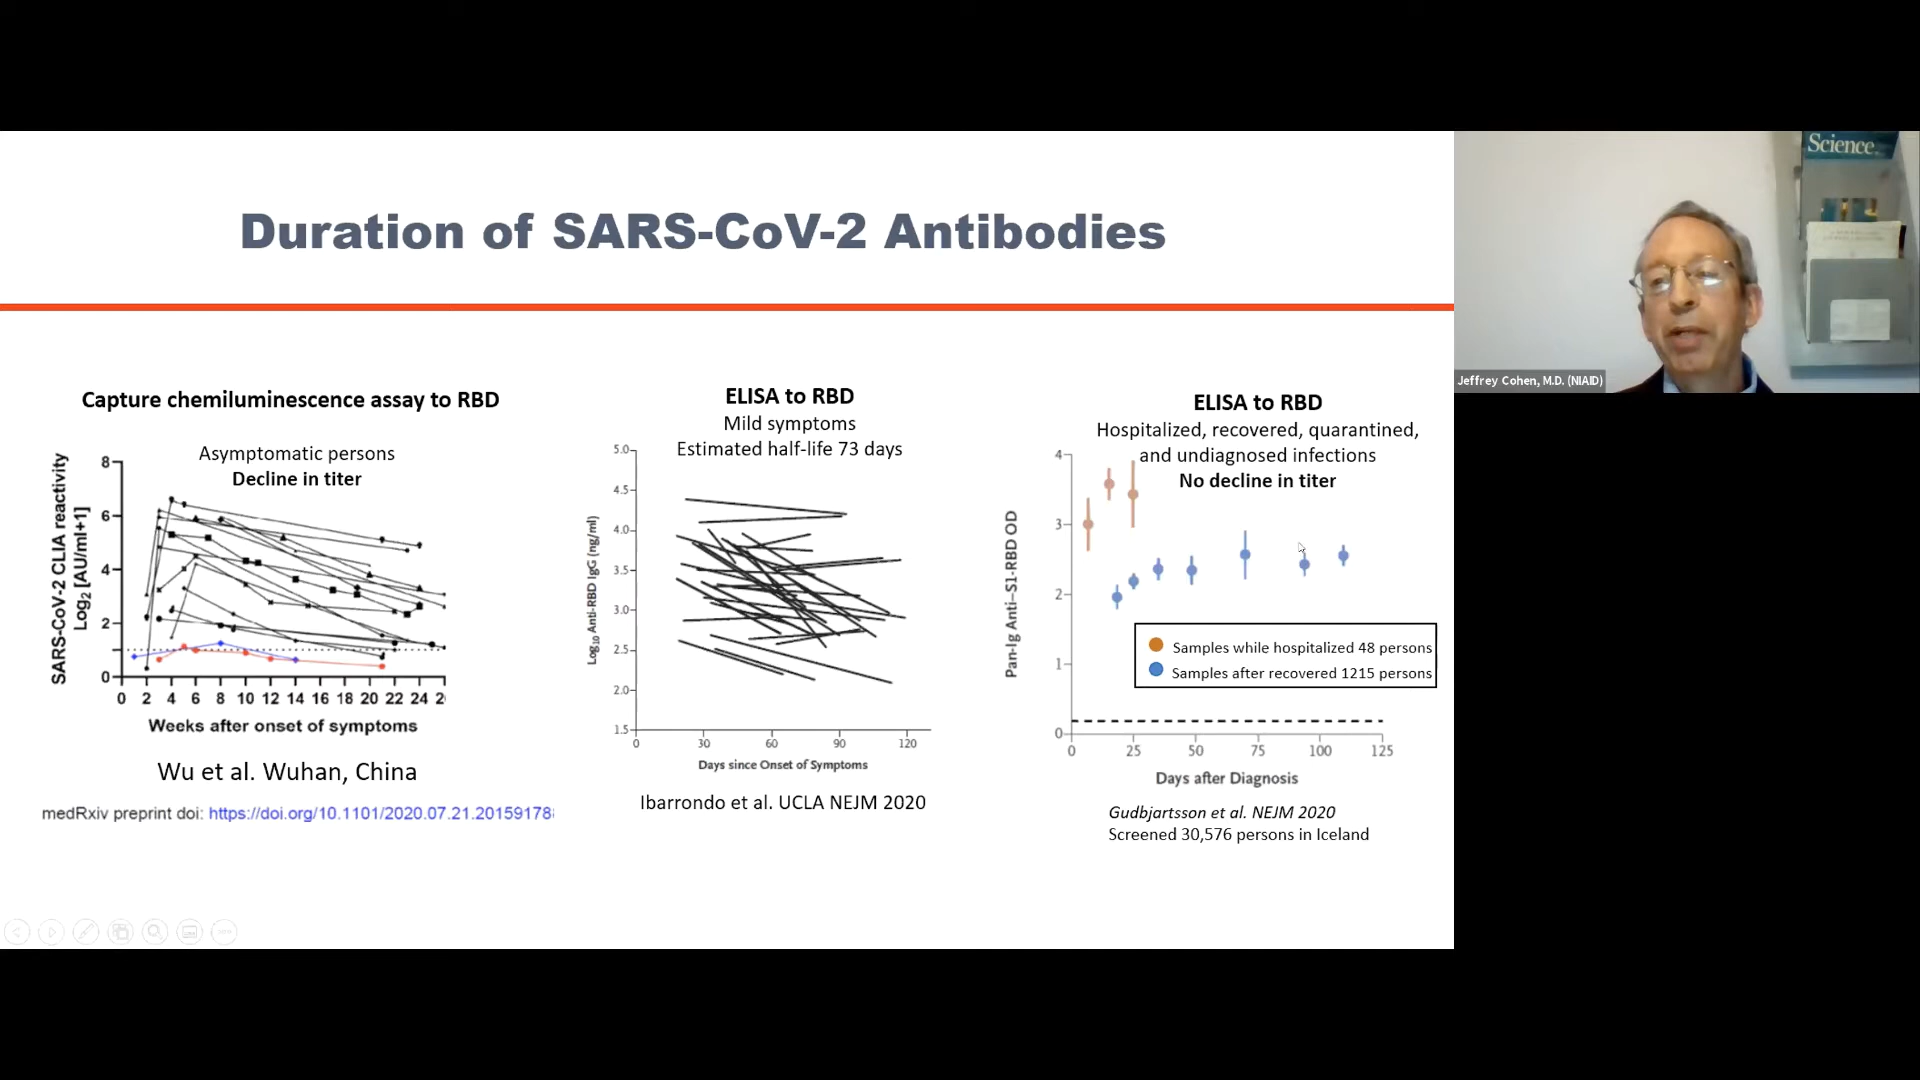 Duration of SARS-CoV-2 Antibodies
Capture chemiluminescence assay to RBD
Asymptomatic persons
Decline in titer
SARS-CoV-2 CLIA reactivity
Log2 [AU/ml+1]
8
6
4
2
0
0 2 4 6 8 10 12 14 16 18 20 22 24 2
Weeks after onset of symptoms
Wu et al. Wuhan, China
medRxiv preprint doi: https://doi.org/10.1101/2020.07.21.20159178
ELISA to RBD
Mild symptoms
Estimated half-life 73 days
Log10 Anti-RBD IgG (ng/ml)
5.0
4.5
4.0
3.5
3.0
2.5
2.0
1.5
0 30 60 90 120
Days since Onset of Symptoms
Ibarrondo et al. UCLA NEJM 2020
ELISA to RBD
Hospitalized, recovered, quarantined,
and undiagnosed infections
No decline in titer
Pan-Ig Anti–S1-RBD OD
4
3
2
1
0
Samples while hospitalized 48 persons
Samples after recovered 1215 persons
0 25 50 75 100 125
Days after Diagnosis
Gudbjartsson et al. NEJM 2020
Screened 30,576 persons in Iceland
Science
Jeffrey Cohen, M.D. (NIAID)